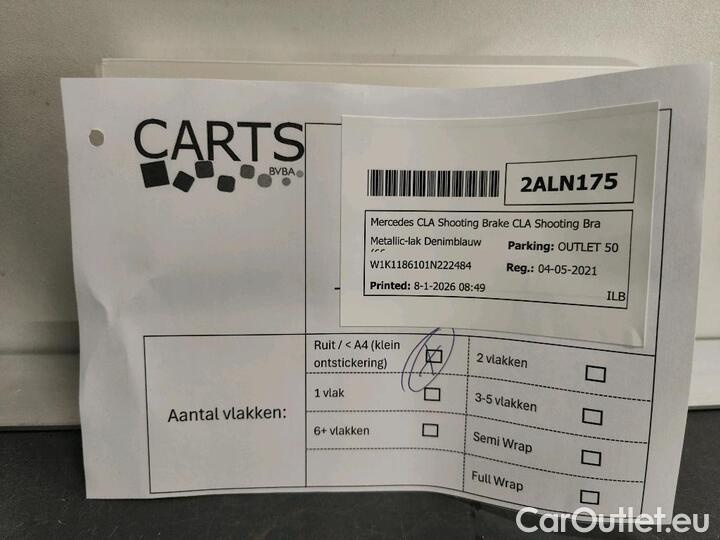 CARTS
BVBA
2ALN175
Mercedes CLA Shooting Brake CLA Shooting Bra
Metallic-lak Denimblauw
Parking: OUTLET 50
W1K1186101N222484
Reg.: 04-05-2021
Printed: 8-1-2026 08:49
ILB
Aantal vlakken:
Ruit / < A4 (klein
ontstickering)
2 vlakken
1 vlak
3-5 vlakken
6+ vlakken
Semi Wrap
Full Wrap
CarOutlet.eu